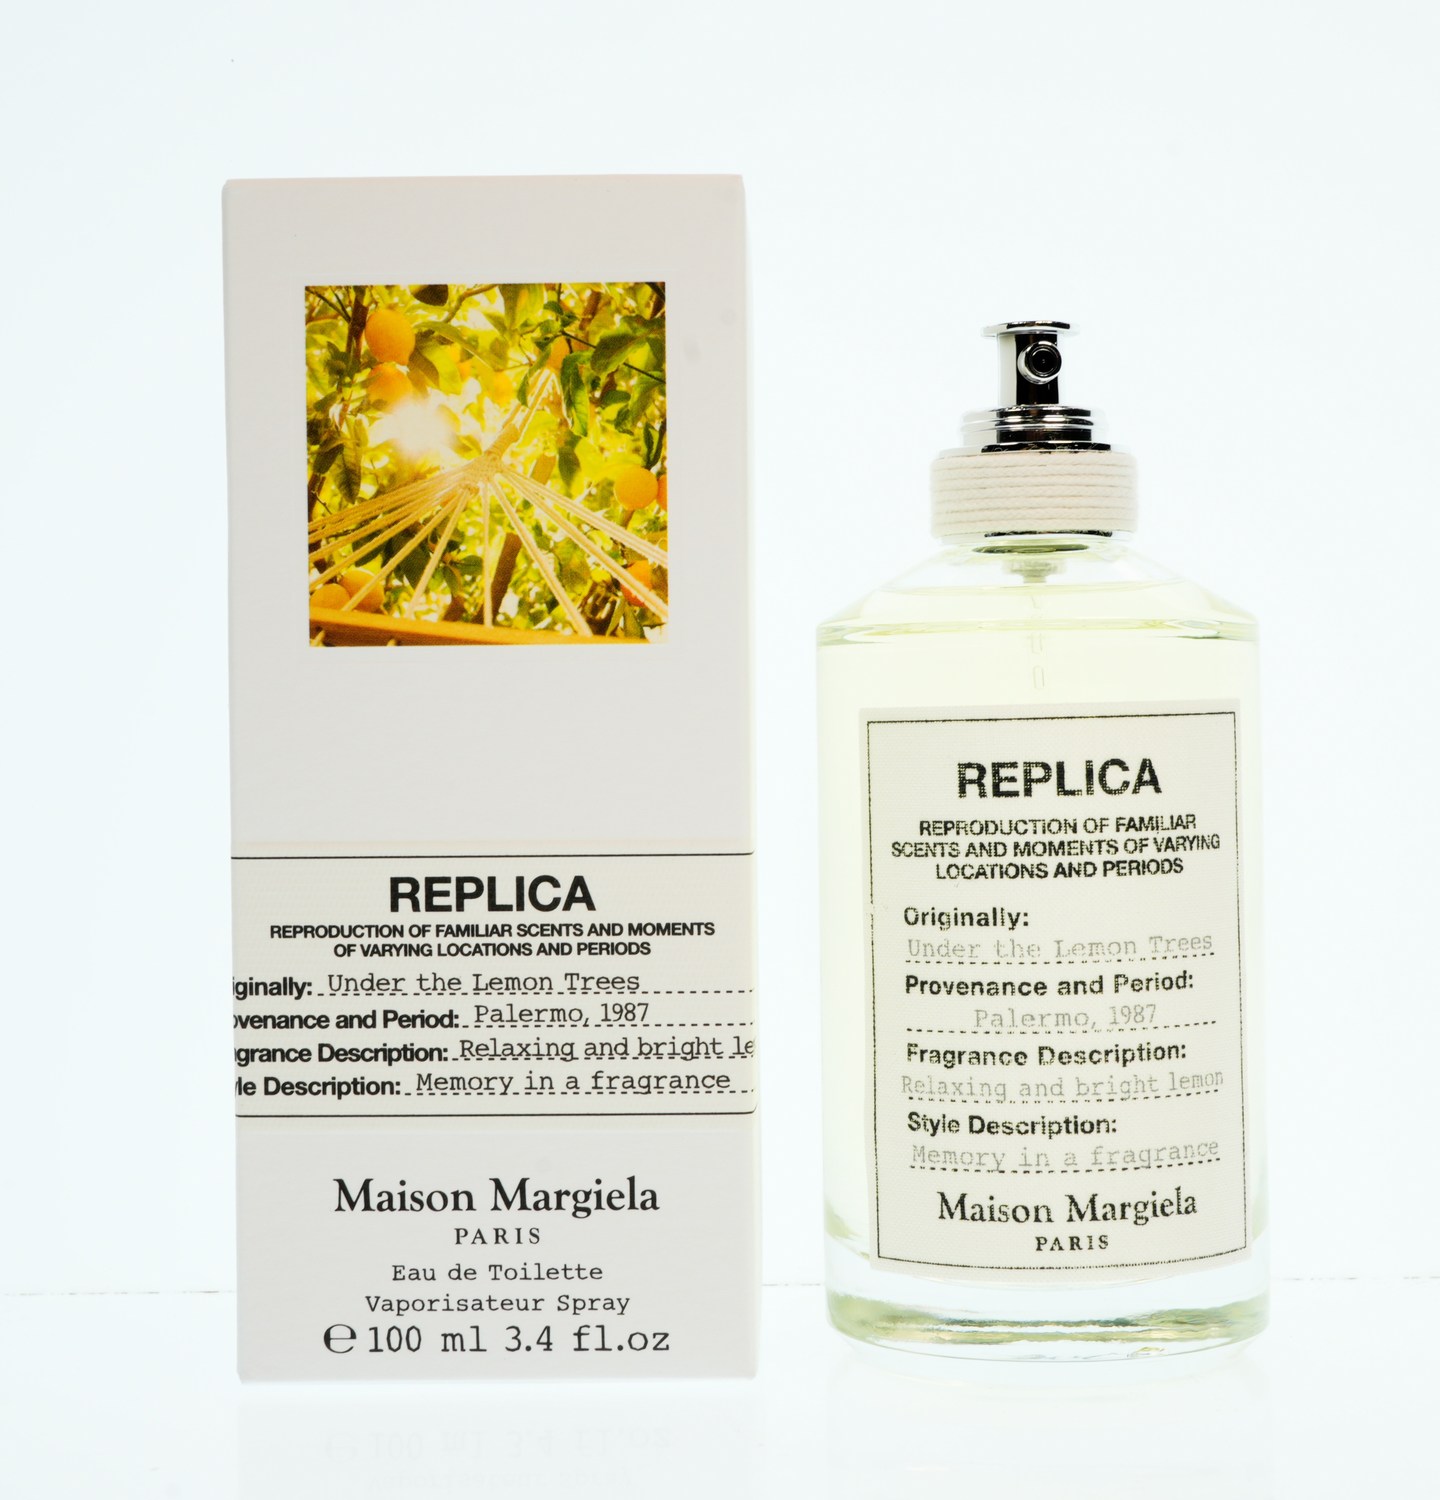 REPLICA
REPRODUCTION OF FAMILIAR SCENTS AND MOMENTS
OF VARYING LOCATIONS AND PERIODS
iginally: Under the Lemon Trees
ovenance and Period: Palermo, 1987
grance Description: Relaxing and bright le
le Description: Memory in a fragrance
Maison Margiela
PARIS
Eau de Toilette
Vaporisateur Spray
℮ 100 ml 3.4 fl.oz
REPLICA
REPRODUCTION OF FAMILIAR
SCENTS AND MOMENTS OF VARYING
LOCATIONS AND PERIODS
Originally:
Under the Lemon Trees
Provenance and Period:
Palermo, 1987
Fragrance Description:
Relaxing and bright lemon
Style Description:
Memory in a fragrance
Maison Margiela
PARIS